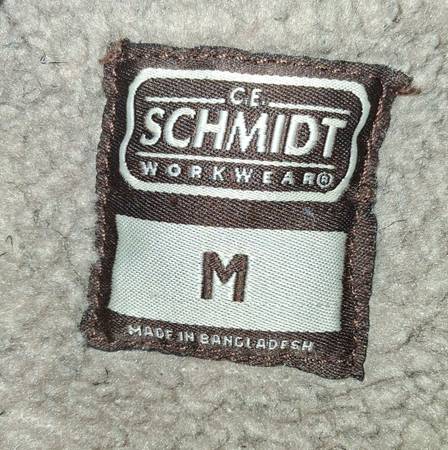 C.E.
SCHMIDT
WORKWEAR®
M
MADE IN BANGLADESH